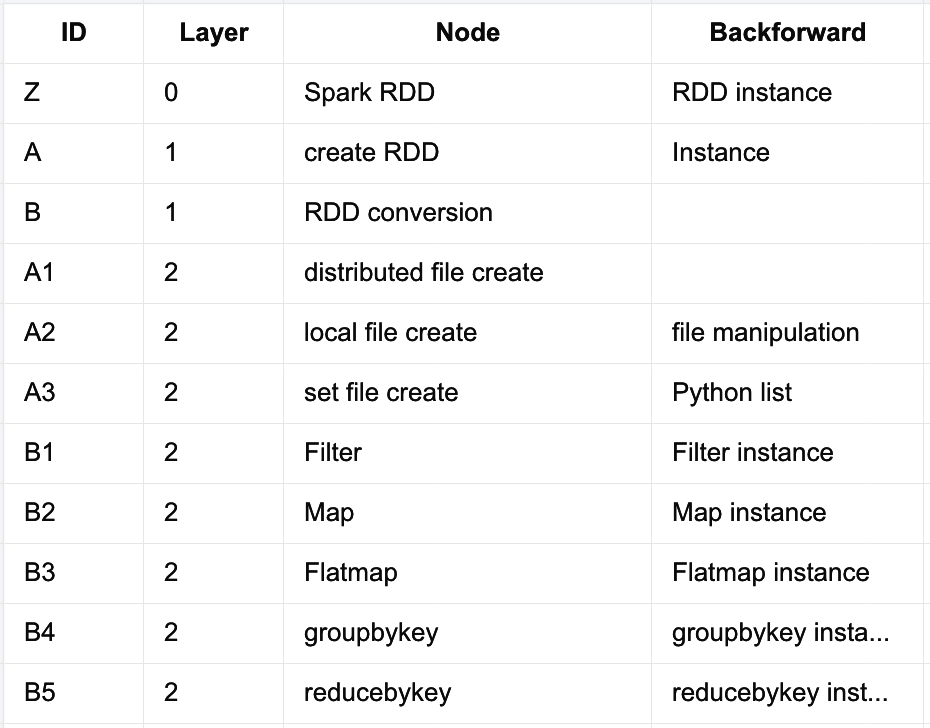 ID Layer Node Backforward
Z 0 Spark RDD RDD instance
A 1 create RDD Instance
B 1 RDD conversion
A1 2 distributed file create
A2 2 local file create file manipulation
A3 2 set file create Python list
B1 2 Filter Filter instance
B2 2 Map Map instance
B3 2 Flatmap Flatmap instance
B4 2 groupbykey groupbykey insta...
B5 2 reducebykey reducebykey inst...